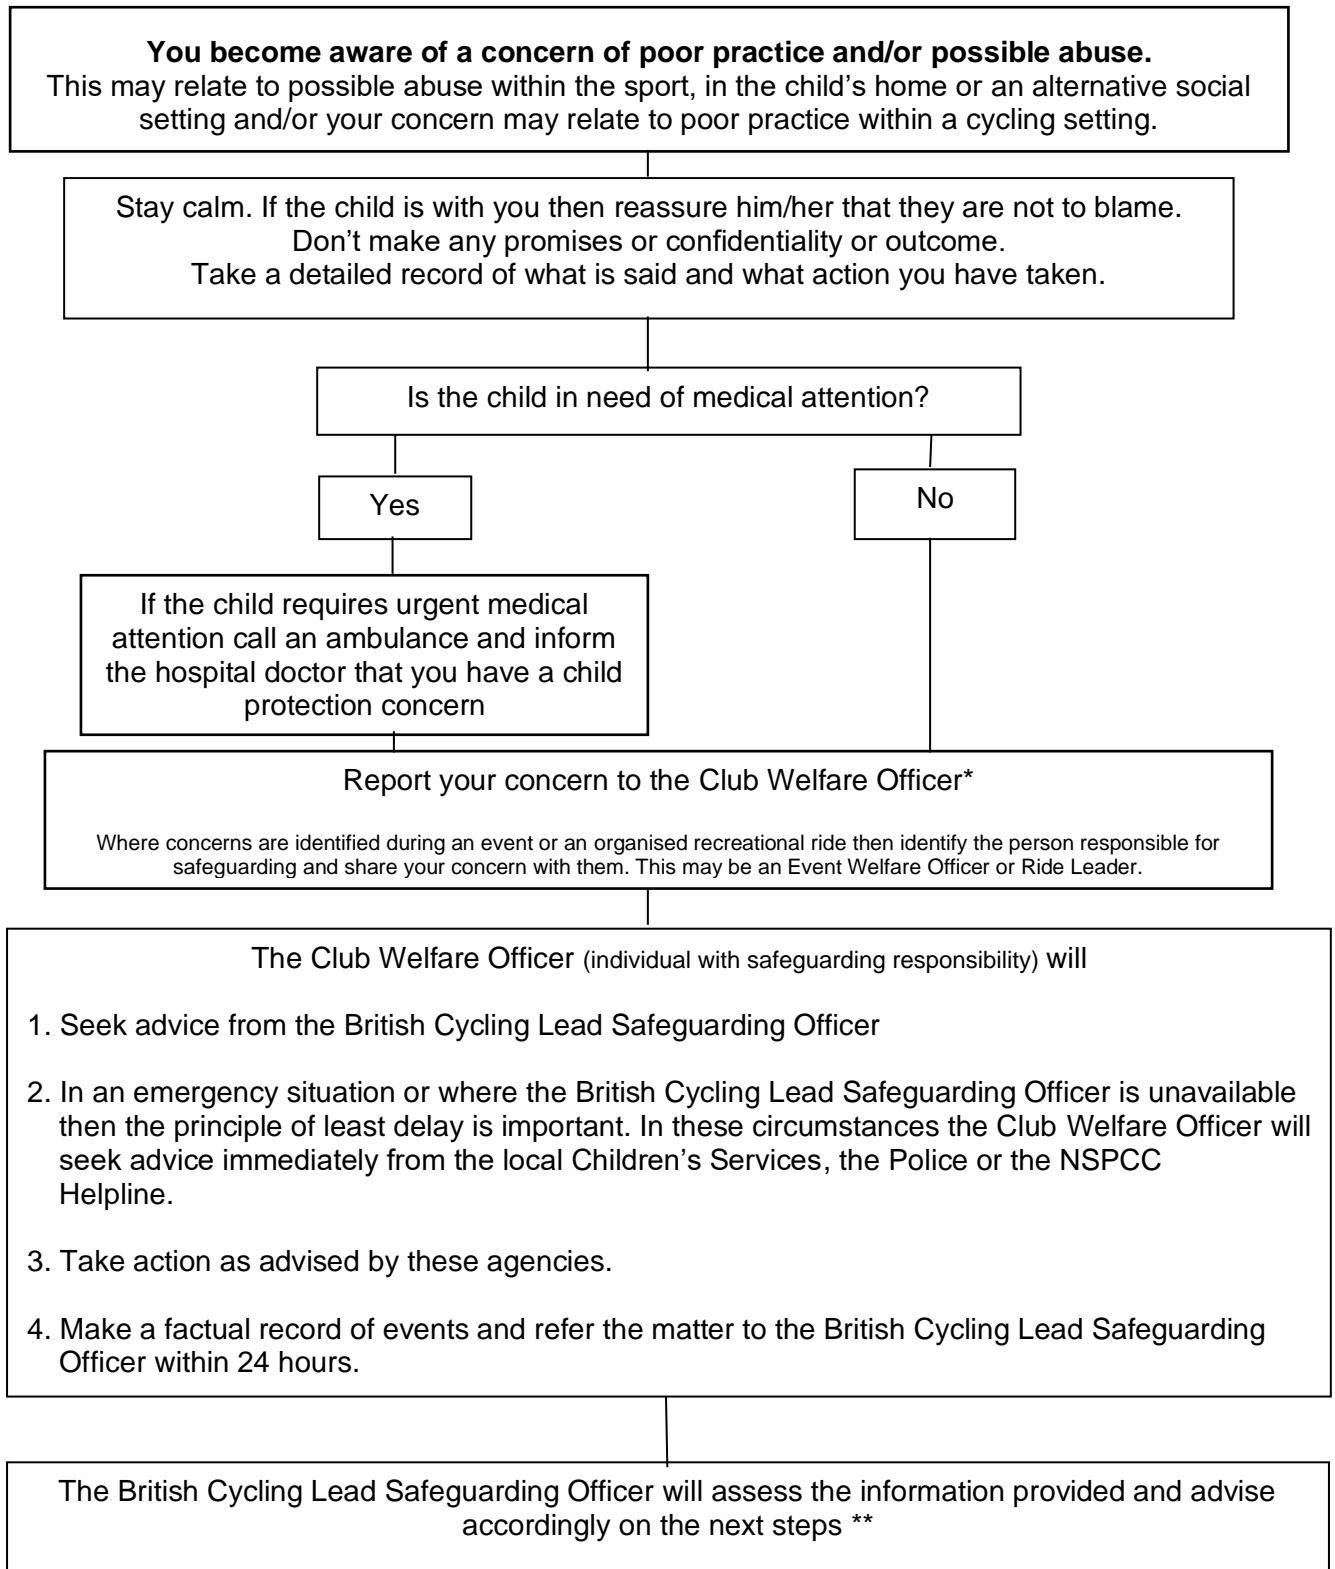 You become aware of a concern of poor practice and/or possible abuse.
This may relate to possible abuse within the sport, in the child’s home or an alternative social
setting and/or your concern may relate to poor practice within a cycling setting.
Stay calm. If the child is with you then reassure him/her that they are not to blame.
Don’t make any promises or confidentiality or outcome.
Take a detailed record of what is said and what action you have taken.
Is the child in need of medical attention?
Yes
No
If the child requires urgent medical
attention call an ambulance and inform
the hospital doctor that you have a child
protection concern
Report your concern to the Club Welfare Officer*
Where concerns are identified during an event or an organised recreational ride then identify the person responsible for
safeguarding and share your concern with them. This may be an Event Welfare Officer or Ride Leader.
The Club Welfare Officer (individual with safeguarding responsibility) will
1. Seek advice from the British Cycling Lead Safeguarding Officer
2. In an emergency situation or where the British Cycling Lead Safeguarding Officer is unavailable
then the principle of least delay is important. In these circumstances the Club Welfare Officer will
seek advice immediately from the local Children’s Services, the Police or the NSPCC
Helpline.
3. Take action as advised by these agencies.
4. Make a factual record of events and refer the matter to the British Cycling Lead Safeguarding
Officer within 24 hours.
The British Cycling Lead Safeguarding Officer will assess the information provided and advise
accordingly on the next steps **